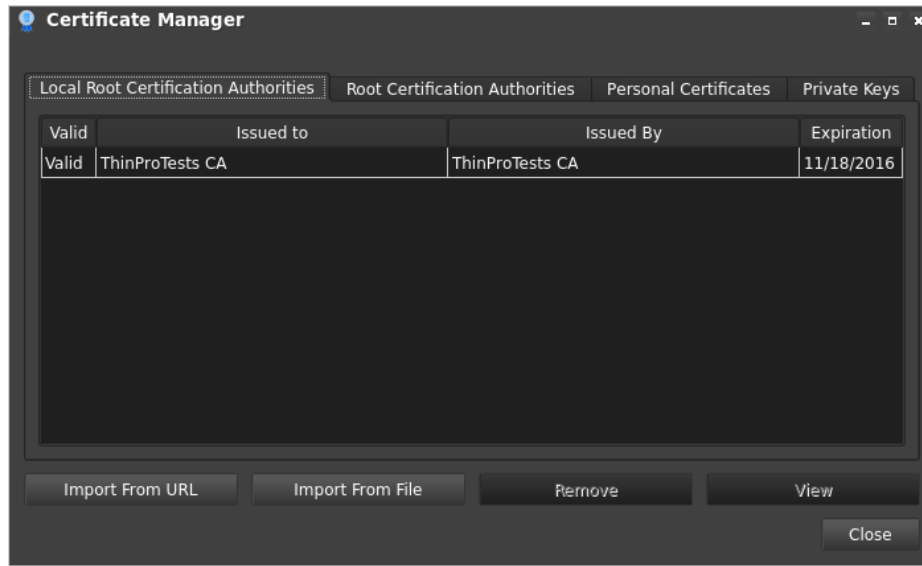 Certificate Manager
Local Root Certification Authorities Root Certification Authorities Personal Certificates Private Keys
Valid Issued to Issued By Expiration
Valid ThinProTests CA ThinProTests CA 11/18/2016
Import From URL Import From File Remove View
Close